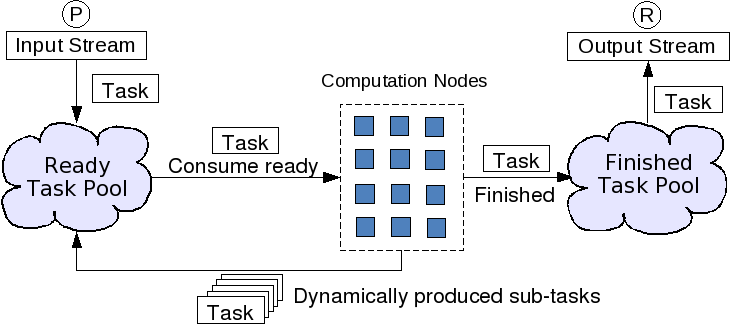 P
Input Stream
Task
Ready
Task Pool
Task
Consume ready
Computation Nodes
Task
Finished
R
Output Stream
Task
Finished
Task Pool
Task
Dynamically produced sub-tasks